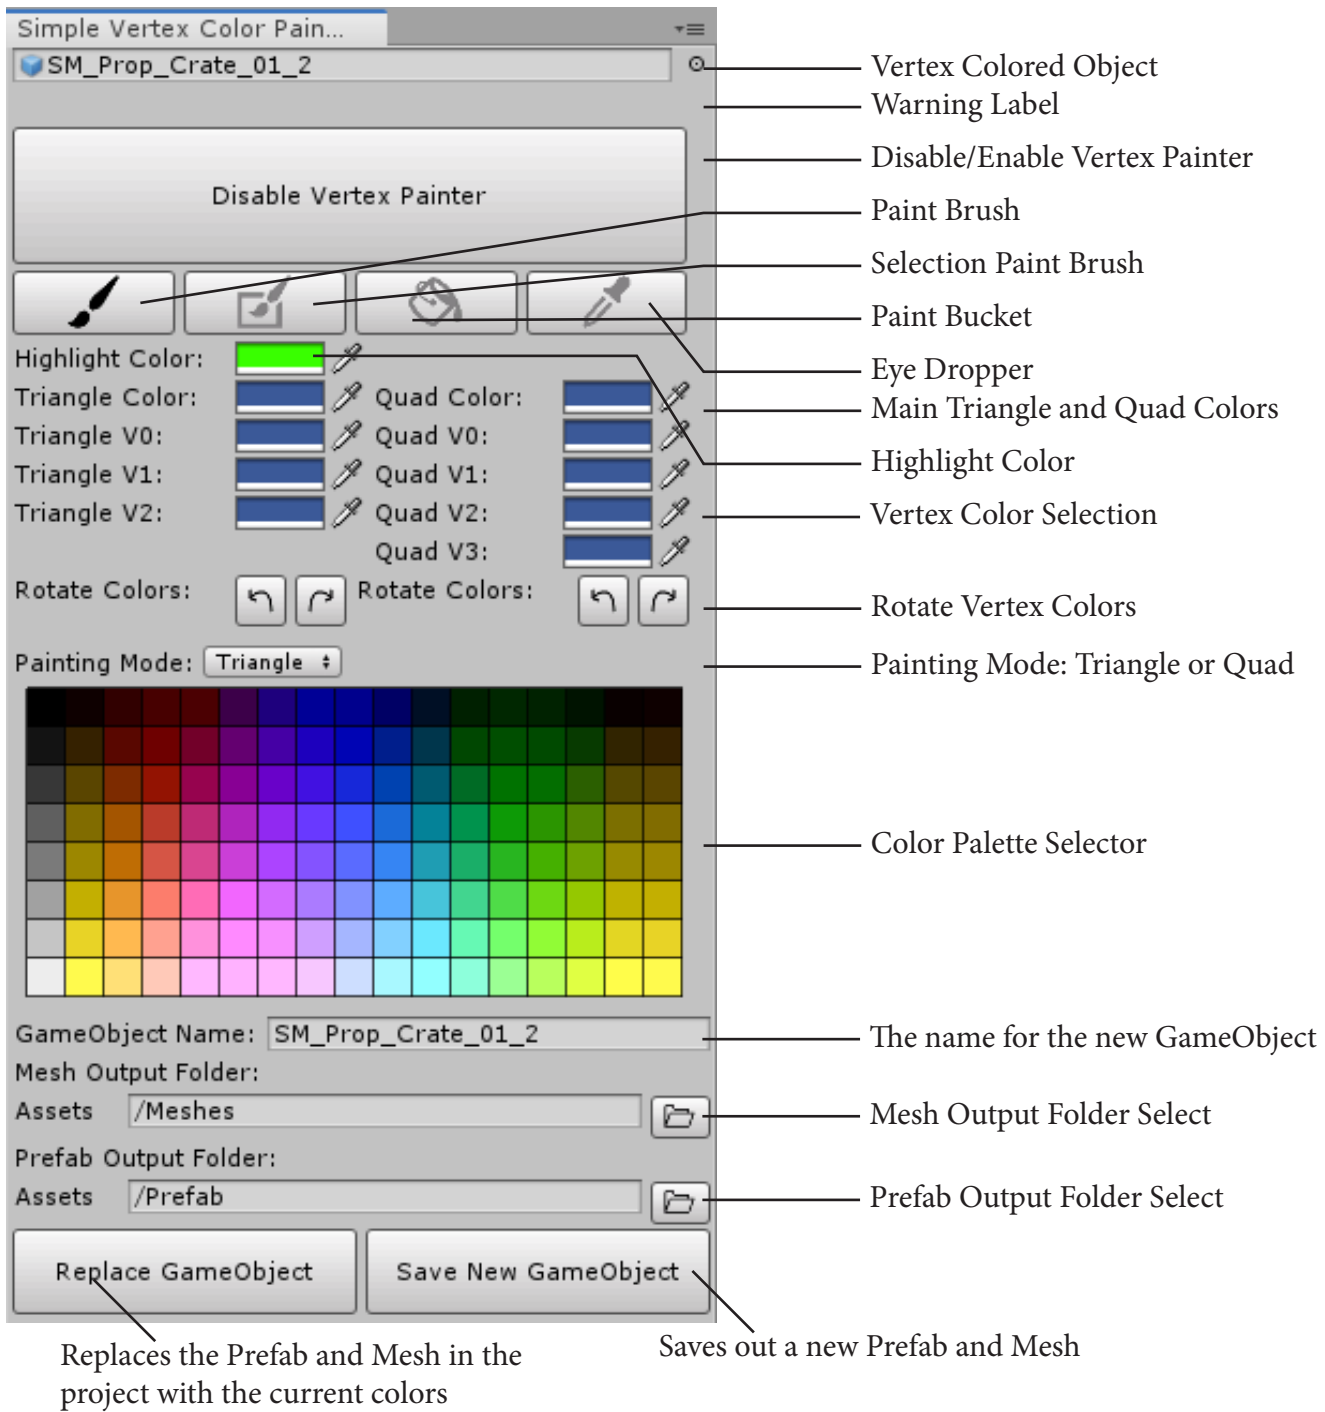 Simple Vertex Color Pain...
SM_Prop_Crate_01_2
Vertex Colored Object
Warning Label
Disable/Enable Vertex Painter
Disable Vertex Painter
Paint Brush
Selection Paint Brush
Paint Bucket
Eye Dropper
Highlight Color:
Triangle Color: Quad Color:
Main Triangle and Quad Colors
Triangle V0: Quad V0:
Highlight Color
Triangle V1: Quad V1:
Triangle V2: Quad V2:
Vertex Color Selection
Quad V3:
Rotate Colors: Rotate Colors:
Rotate Vertex Colors
Painting Mode: Triangle
Painting Mode: Triangle or Quad
Color Palette Selector
GameObject Name: SM_Prop_Crate_01_2
The name for the new GameObject
Mesh Output Folder:
Assets /Meshes
Mesh Output Folder Select
Prefab Output Folder:
Assets /Prefab
Prefab Output Folder Select
Replace GameObject Save New GameObject
Replaces the Prefab and Mesh in the
project with the current colors
Saves out a new Prefab and Mesh